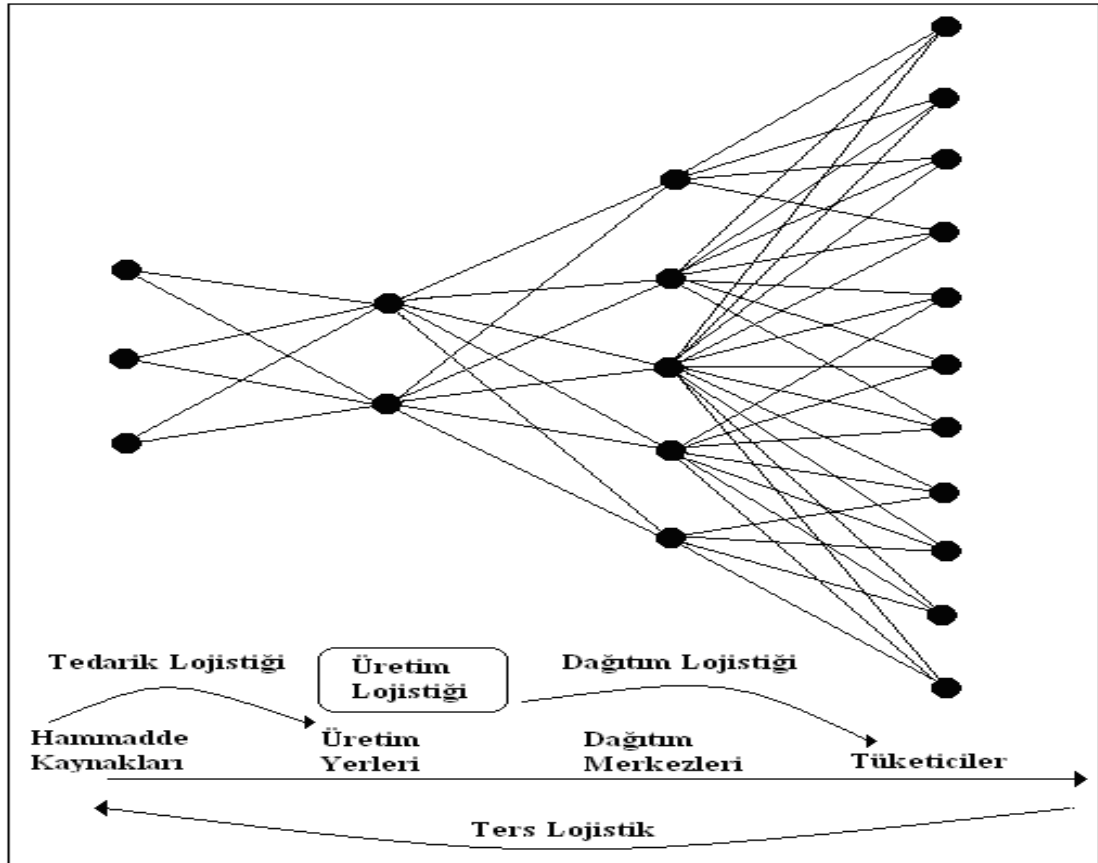 Tedarik Lojistiği
Üretim
Lojistiği
Dağıtım Lojistiği
Hammadde
Kaynakları
Üretim
Yerleri
Dağıtım
Merkezleri
Tüketiciler
Ters Lojistik